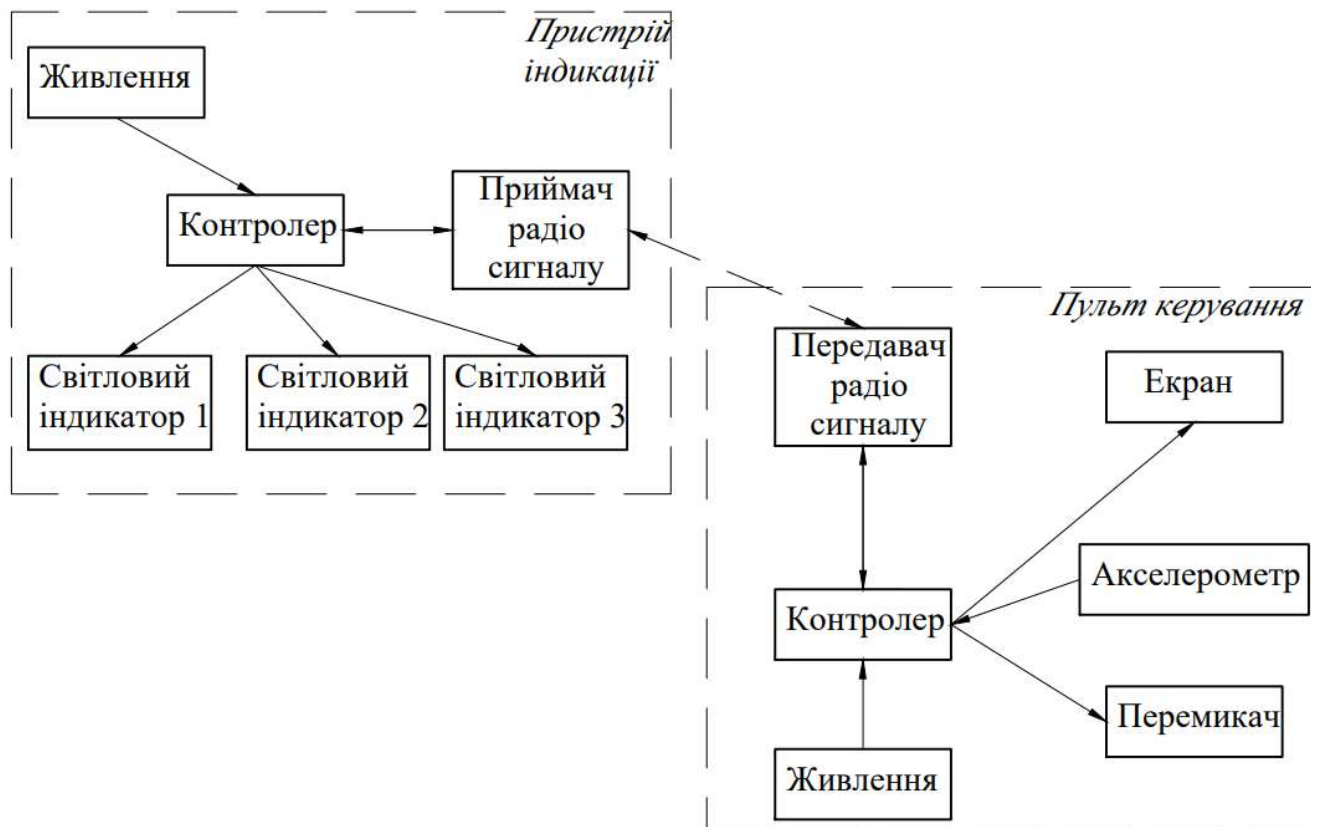 Пристрій
індикації
Живлення
Контролер
Приймач
радіо
сигналу
Світловий
індикатор 1
Світловий
індикатор 2
Світловий
індикатор 3
Пульт керування
Передавач
радіо
сигналу
Екран
Акселерометр
Контролер
Перемикач
Живлення